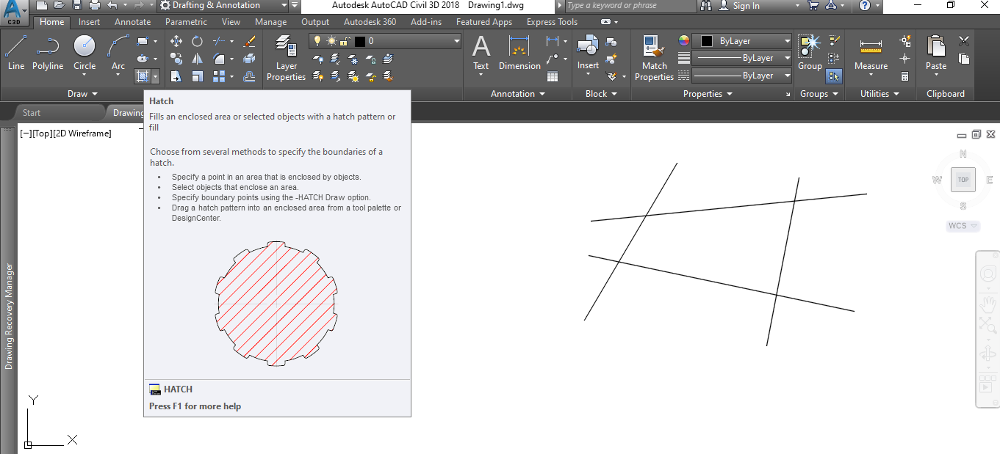 Drafting & Annotation
Autodesk AutoCAD Civil 3D 2018 Drawing1.dwg
Type a keyword or phrase
Sign In
C3D
Home Insert Annotate Parametric View Manage Output Autodesk 360 Add-ins Featured Apps Express Tools
Line Polyline Circle Arc
Layer
Properties
0
Text Dimension
Insert
Match
Properties
ByLayer
ByLayer
ByLayer
Group
Measure
Paste
Draw Annotation Block Properties Groups Utilities Clipboard
Start
Drawing
[−][Top][2D Wireframe]
Hatch
Fills an enclosed area or selected objects with a hatch pattern or
fill
Choose from several methods to specify the boundaries of a
hatch.
• Specify a point in an area that is enclosed by objects.
• Select objects that enclose an area.
• Specify boundary points using the -HATCH Draw option.
• Drag a hatch pattern into an enclosed area from a tool palette or
DesignCenter.
HATCH
Press F1 for more help
Drawing Recovery Manager
N
W TOP E
S
WCS
Y
X